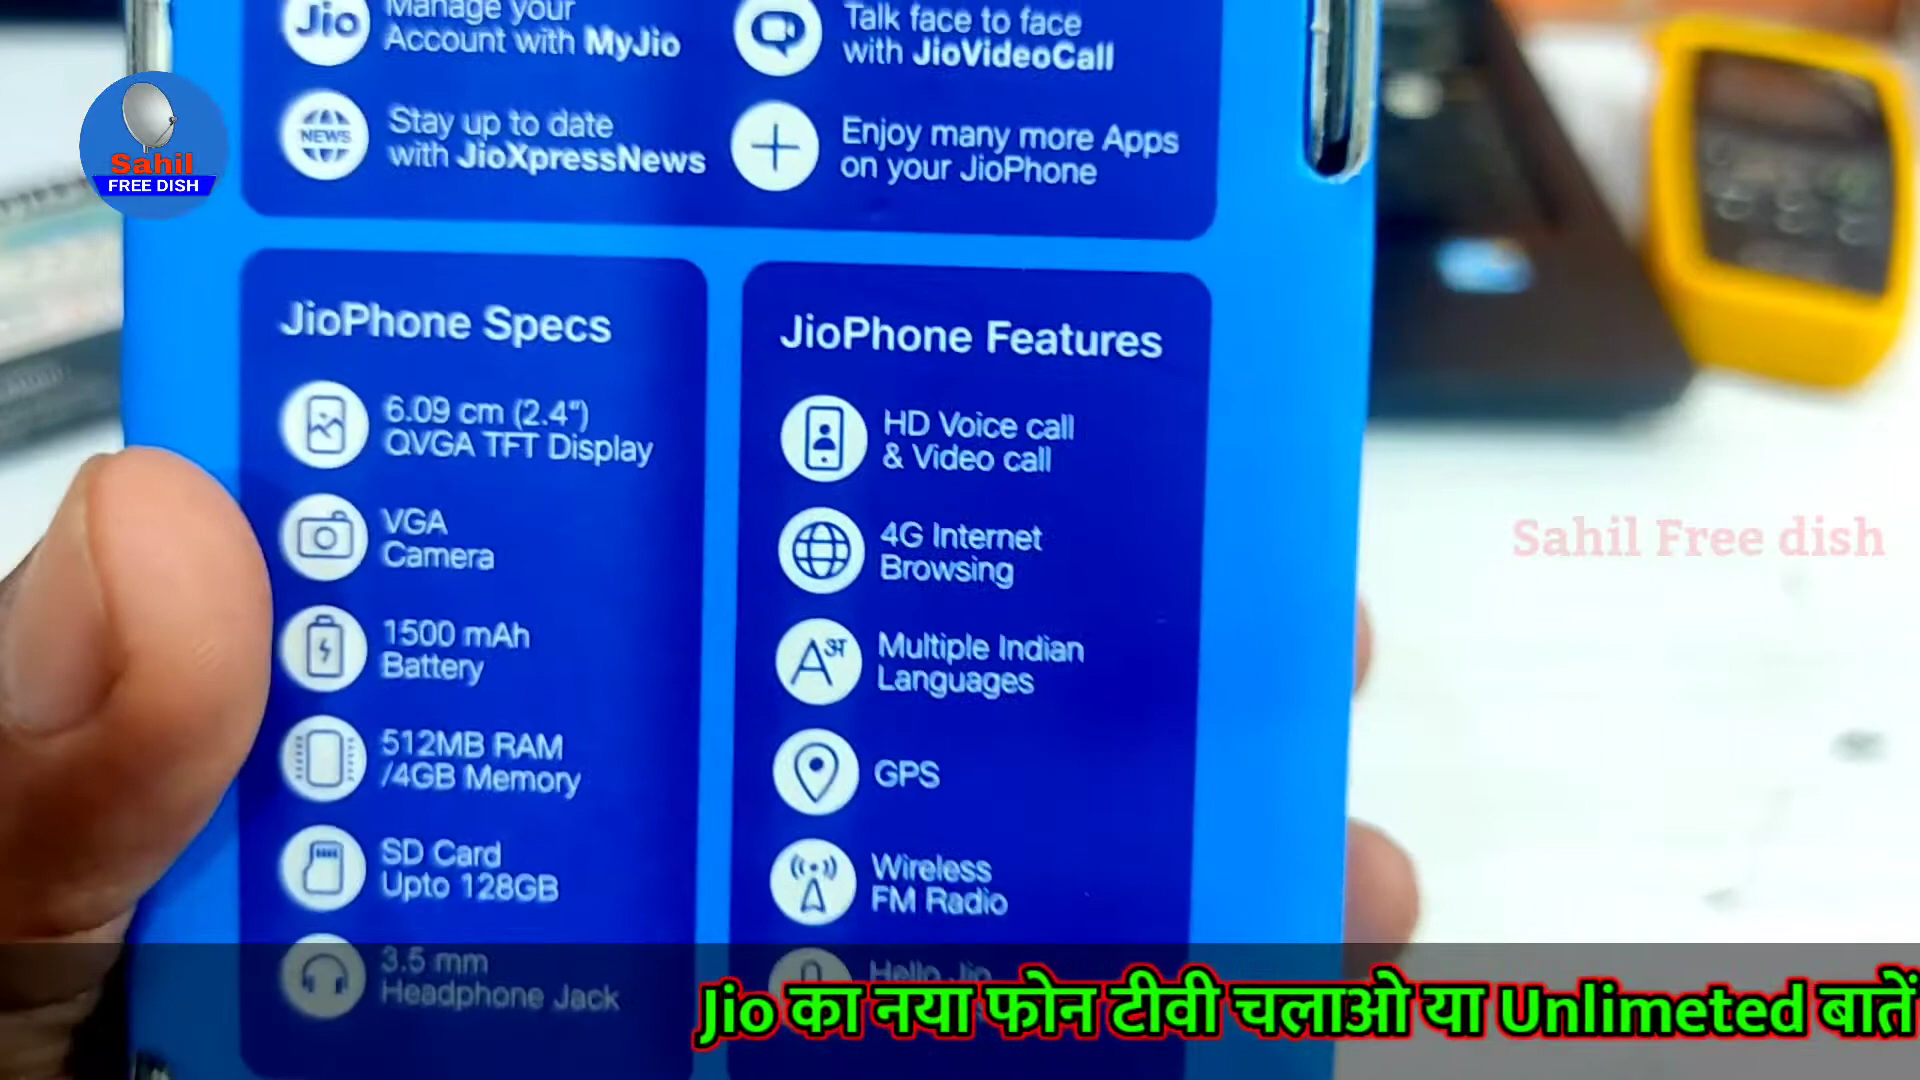 Jio
Manage your
Account with MyJio
Talk face to face
with JioVideoCall
NEWS
Stay up to date
with JioXpressNews
Enjoy many more Apps
on your JioPhone
Sahil
FREE DISH
JioPhone Specs
6.09 cm (2.4")
QVGA TFT Display
VGA
Camera
1500 mAh
Battery
512MB RAM
/4GB Memory
SD Card
Upto 128GB
3.5 mm
Headphone Jack
JioPhone Features
HD Voice call
& Video call
4G Internet
Browsing
A अ
Multiple Indian
Languages
GPS
Wireless
FM Radio
Hello Jio
Sahil Free dish
Jio का नया फोन टीवी चलाओ या Unlimeted बातें